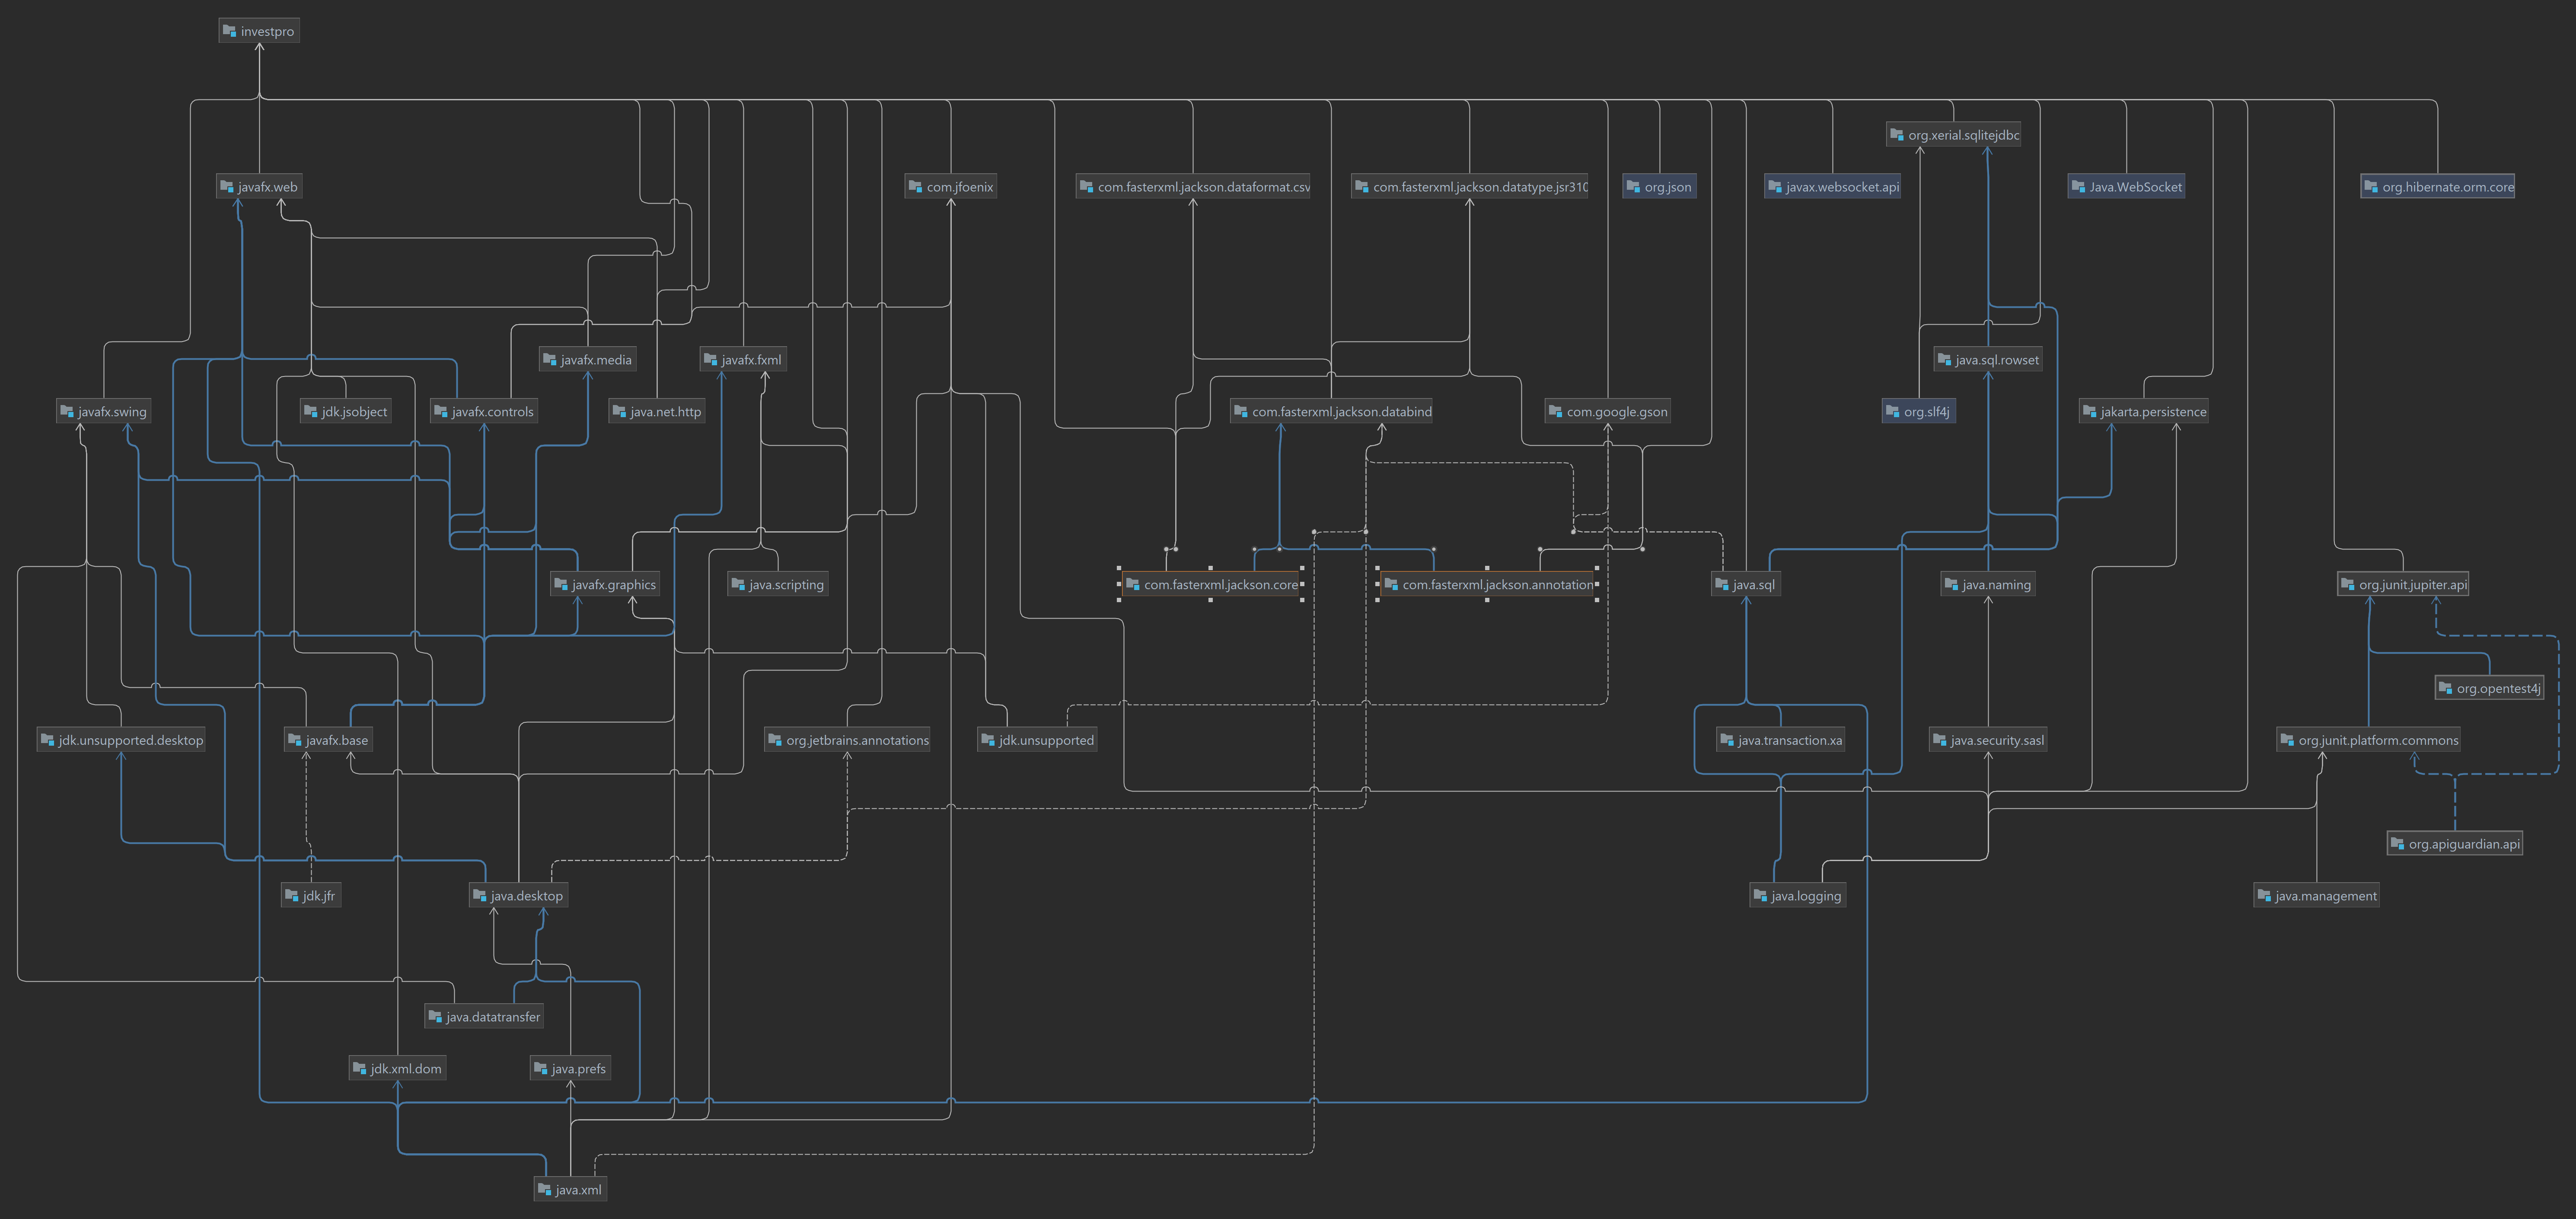 investpro
org.xerial.sqlitejdbc
javafx.web
com.jfoenix
com.fasterxml.jackson.dataformat.csv
com.fasterxml.jackson.datatype.jsr310
org.json
javax.websocket.api
Java.WebSocket
org.hibernate.orm.core
javafx.media
javafx.fxml
java.sql.rowset
javafx.swing
jdk.jsobject
javafx.controls
java.net.http
com.fasterxml.jackson.databind
com.google.gson
org.slf4j
jakarta.persistence
javafx.graphics
java.scripting
com.fasterxml.jackson.core
com.fasterxml.jackson.annotation
java.sql
java.naming
org.junit.jupiter.api
org.opentest4j
jdk.unsupported.desktop
javafx.base
org.jetbrains.annotations
jdk.unsupported
java.transaction.xa
java.security.sasl
org.junit.platform.commons
org.apiguardian.api
jdk.jfr
java.desktop
java.logging
java.management
java.datatransfer
jdk.xml.dom
java.prefs
java.xml